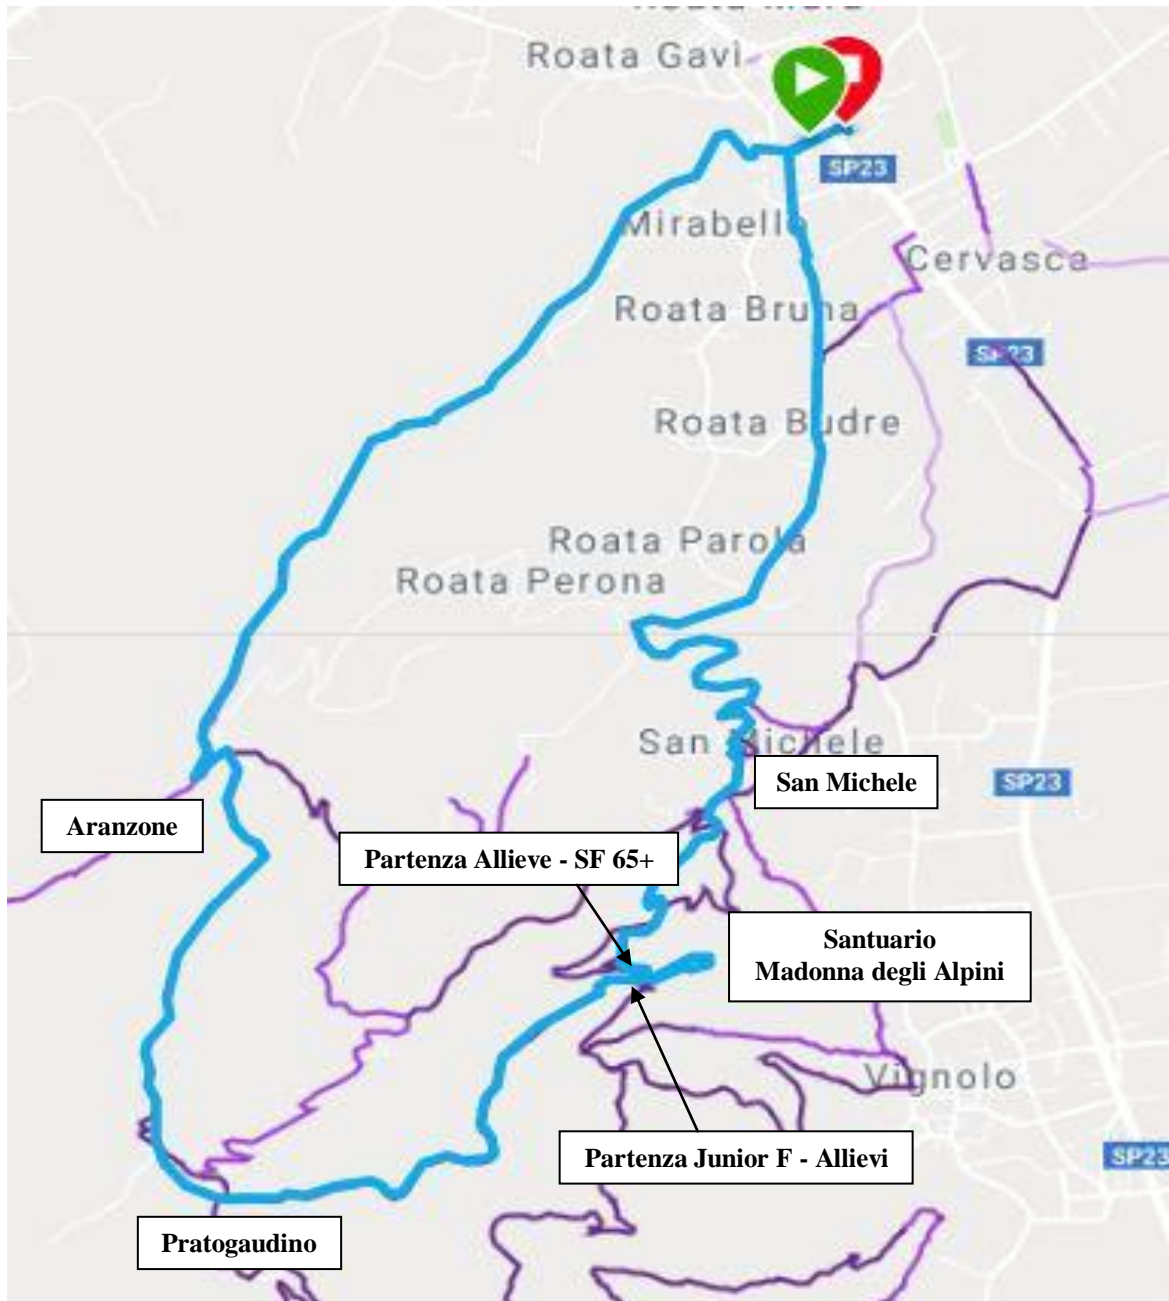 Roata Gavì
SP23
Mirabello
Cervasca
Roata Bruna
SP23
Roata Budre
Roata Parola
Roata Perona
San Michele
San Michele
SP23
Aranzone
Partenza Allieve - SF 65+
Santuario
Madonna degli Alpini
Vignolo
Partenza Junior F - Allievi
SP23
Pratogaudino